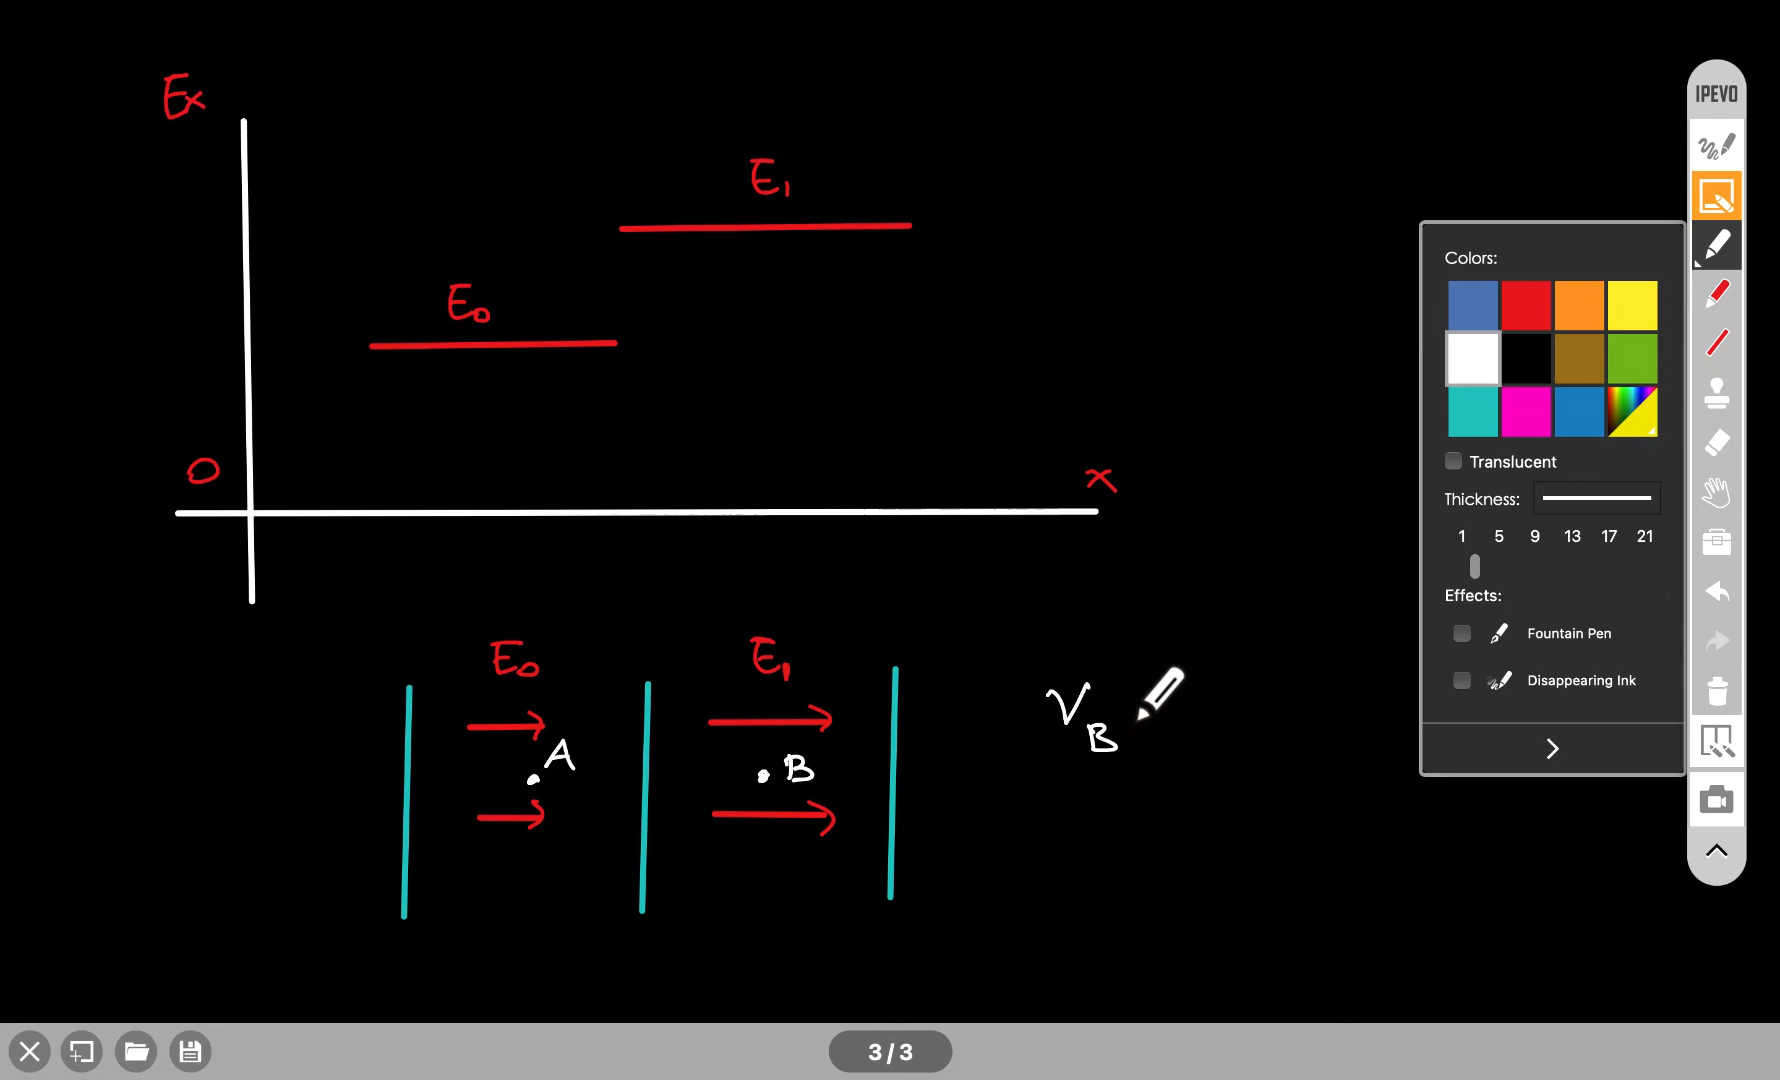 Ex
E₁
E₀
0
x
E₀
E₁
A
B
V_B
IPEVO
Colors:
Translucent
Thickness:
1 5 9 13 17 21
Effects:
Fountain Pen
Disappearing Ink
3/3